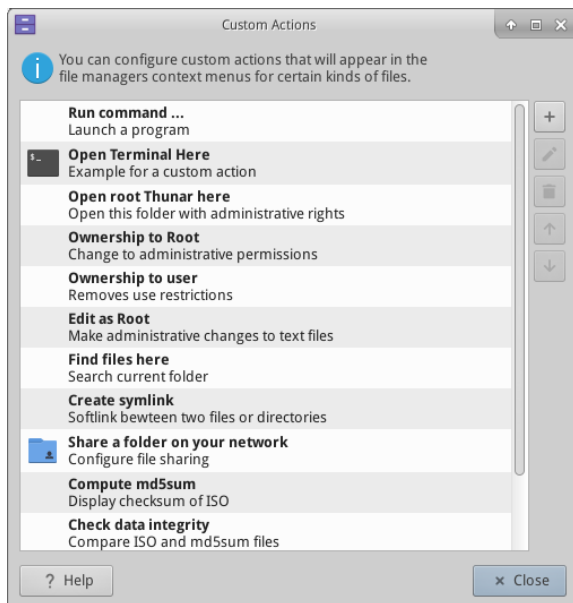 Custom Actions
You can configure custom actions that will appear in the
file managers context menus for certain kinds of files.
Run command ...
Launch a program
$_
Open Terminal Here
Example for a custom action
Open root Thunar here
Open this folder with administrative rights
Ownership to Root
Change to administrative permissions
Ownership to user
Removes use restrictions
Edit as Root
Make administrative changes to text files
Find files here
Search current folder
Create symlink
Softlink bewteen two files or directories
Share a folder on your network
Configure file sharing
Compute md5sum
Display checksum of ISO
Check data integrity
Compare ISO and md5sum files
? Help
× Close